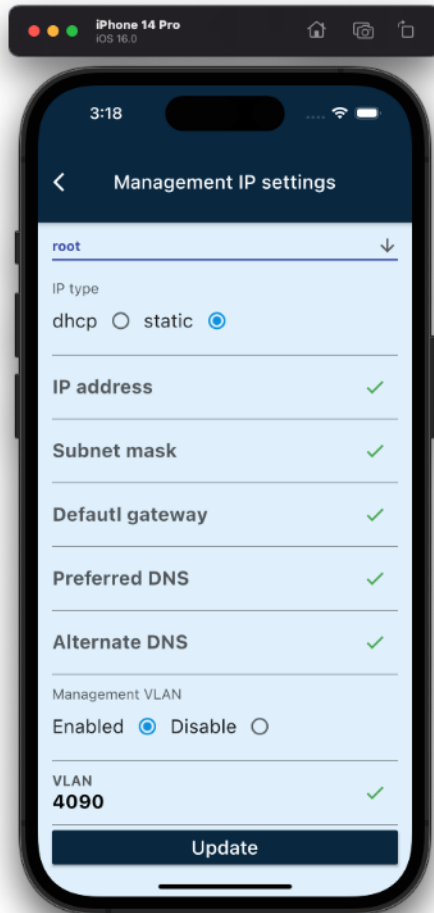 iPhone 14 Pro
iOS 16.0
3:18
Management IP settings
root
IP type
dhcp static
IP address
Subnet mask
Defautl gateway
Preferred DNS
Alternate DNS
Management VLAN
Enabled Disable
VLAN
4090
Update